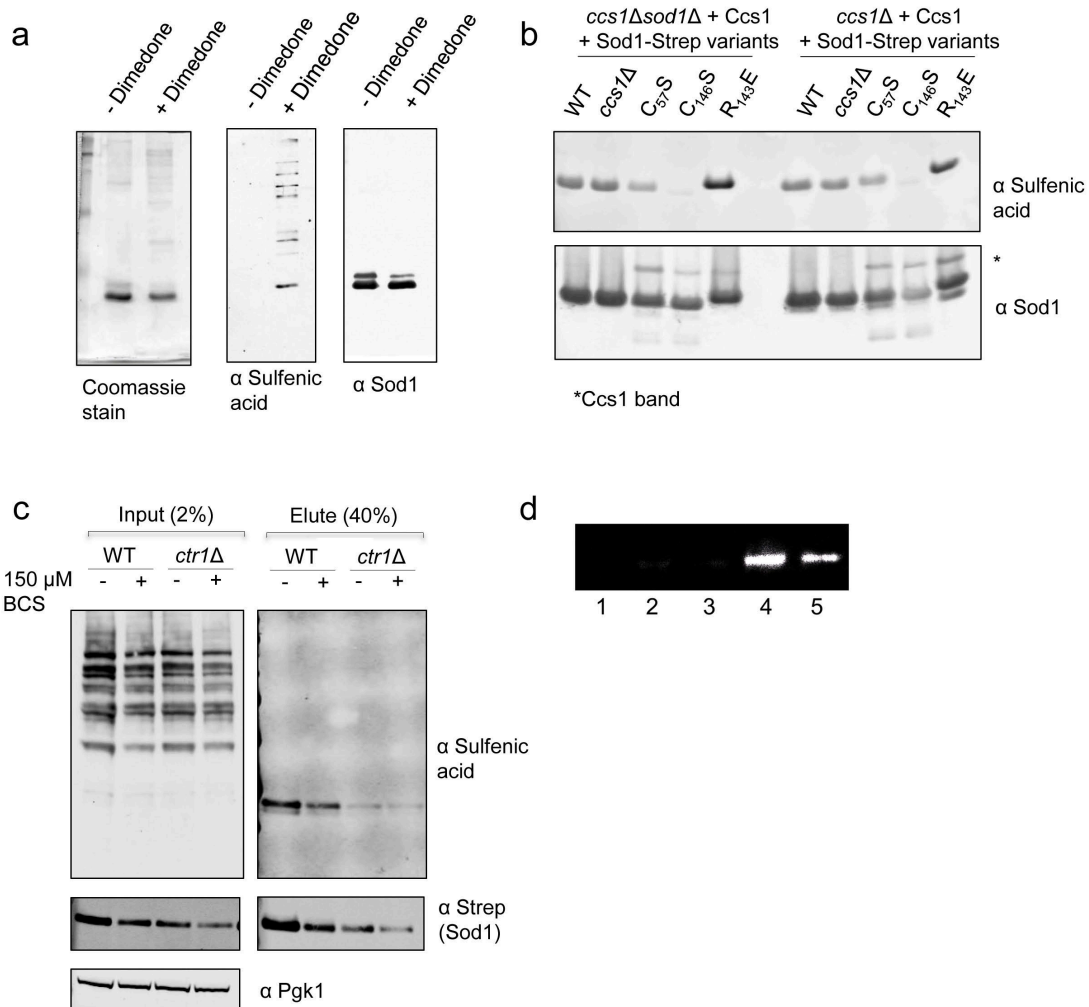 a
- Dimedone
+ Dimedone
- Dimedone
+ Dimedone
- Dimedone
+ Dimedone
Coomassie
stain
α Sulfenic
acid
α Sod1
b
ccs1Δsod1Δ + Ccs1
+ Sod1-Strep variants
ccs1Δ + Ccs1
+ Sod1-Strep variants
WT
ccs1Δ
C₅₇S
C₁₄₆S
R₁₄₃E
WT
ccs1Δ
C₅₇S
C₁₄₆S
R₁₄₃E
α Sulfenic
acid
*
α Sod1
*Ccs1 band
c
Input (2%)
Elute (40%)
WT
ctr1Δ
WT
ctr1Δ
150 µM
BCS
- + - +
- + - +
α Sulfenic
acid
α Strep
(Sod1)
α Pgk1
d
1 2 3 4 5